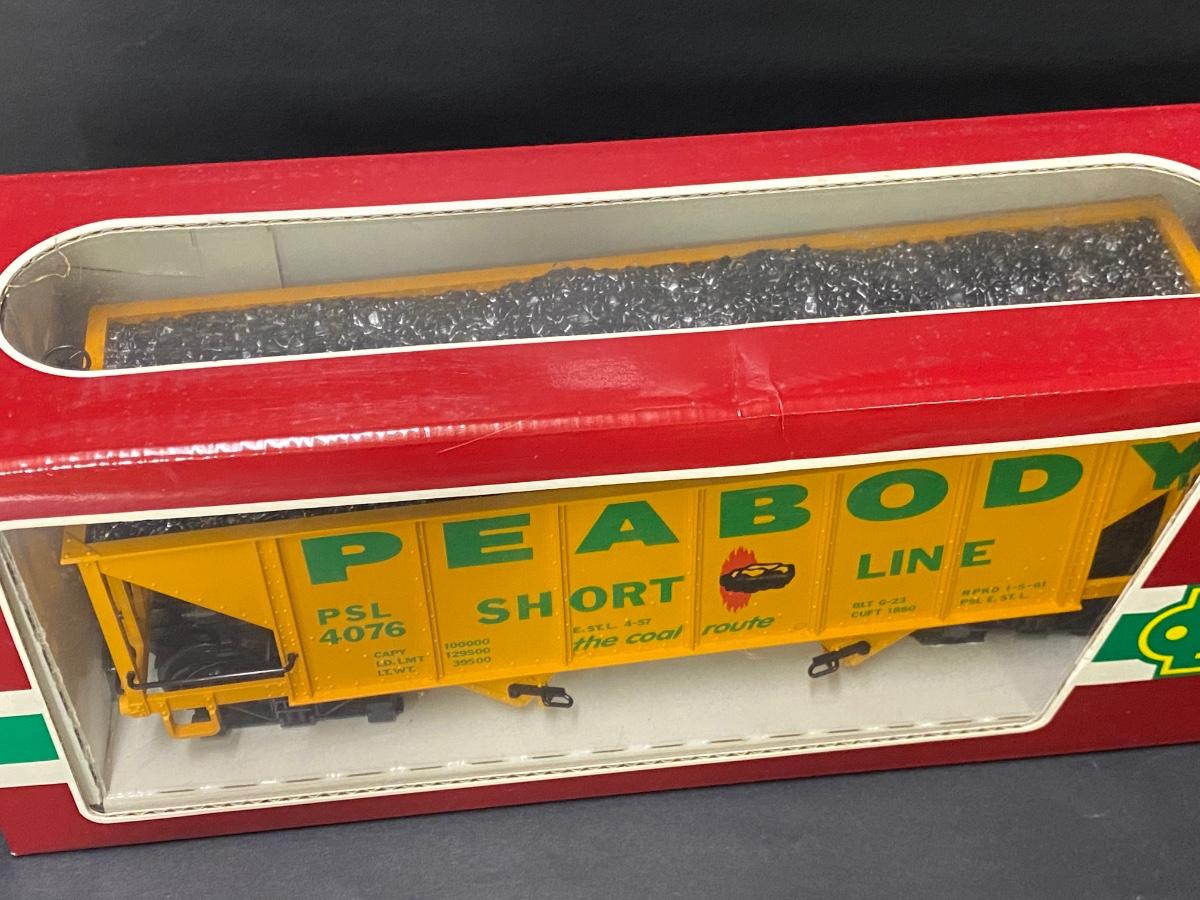 PEABODY
SHORT LINE
PSL
4076
E. ST. L. 4-57
the coal route
CAPY 100000
LD. LMT 129500
LT. WT. 39500
BLT 6-23
CUFT 1880
RPKD 1-5-61
PSL E. ST. L.